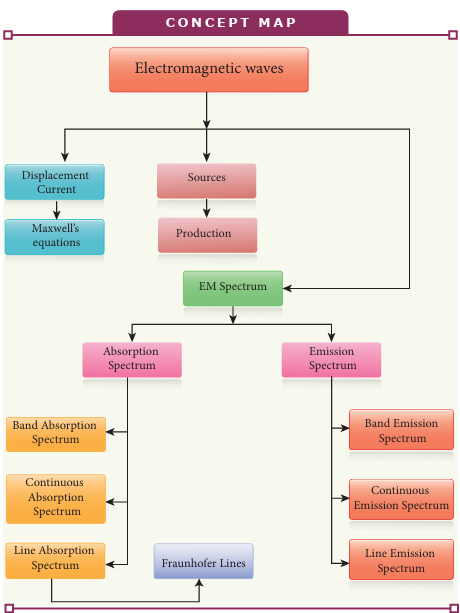 CONCEPT MAP
Electromagnetic waves
Displacement
Current
Sources
Maxwell's
equations
Production
EM Spectrum
Absorption
Spectrum
Emission
Spectrum
Band Absorption
Spectrum
Band Emission
Spectrum
Continuous
Absorption
Spectrum
Continuous
Emission Spectrum
Line Absorption
Spectrum
Fraunhofer Lines
Line Emission
Spectrum